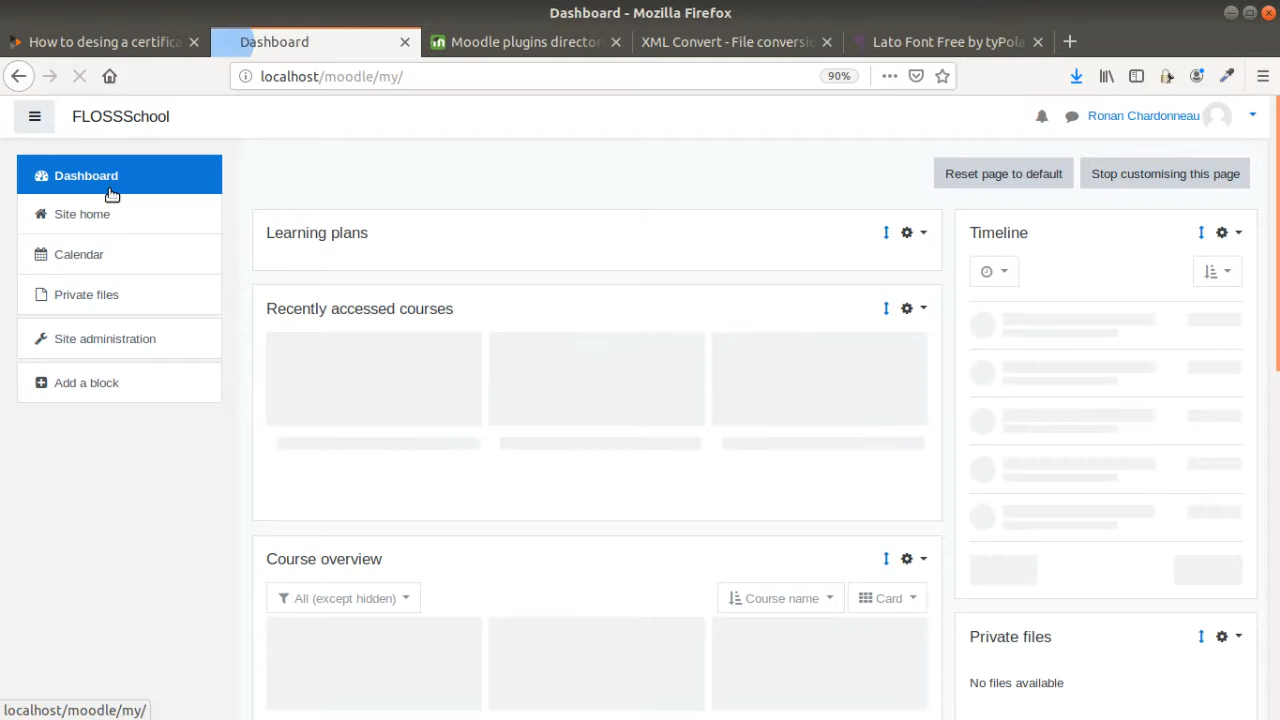 Dashboard - Mozilla Firefox
How to desing a certifica
Dashboard
Moodle plugins director
XML Convert - File conversio
Lato Font Free by tyPola
localhost/moodle/my/
90%
FLOSSSchool
Ronan Chardonneau
Dashboard
Site home
Calendar
Private files
Site administration
Add a block
Reset page to default
Stop customising this page
Learning plans
Recently accessed courses
Course overview
All (except hidden)
Course name
Card
Timeline
Private files
No files available
localhost/moodle/my/